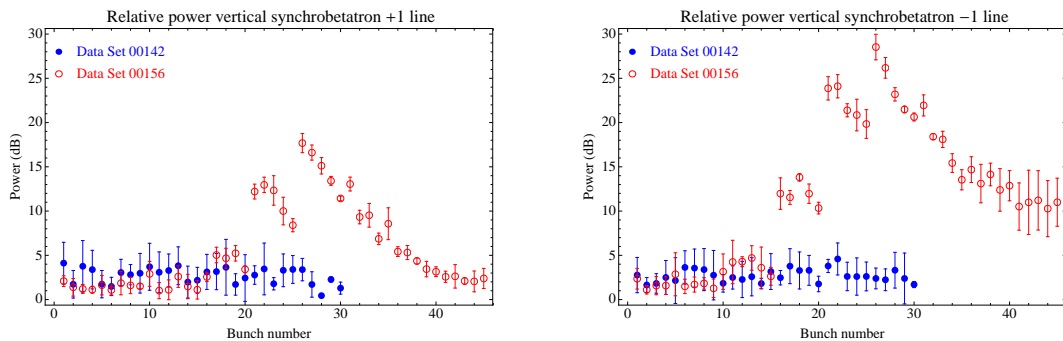 Relative power vertical synchrobetatron +1 line
30
25
20
15
10
5
0
Power (dB)
Data Set 00142
Data Set 00156
0 10 20 30 40
Bunch number
Relative power vertical synchrobetatron −1 line
30
25
20
15
10
5
0
Power (dB)
Data Set 00142
Data Set 00156
0 10 20 30 40
Bunch number